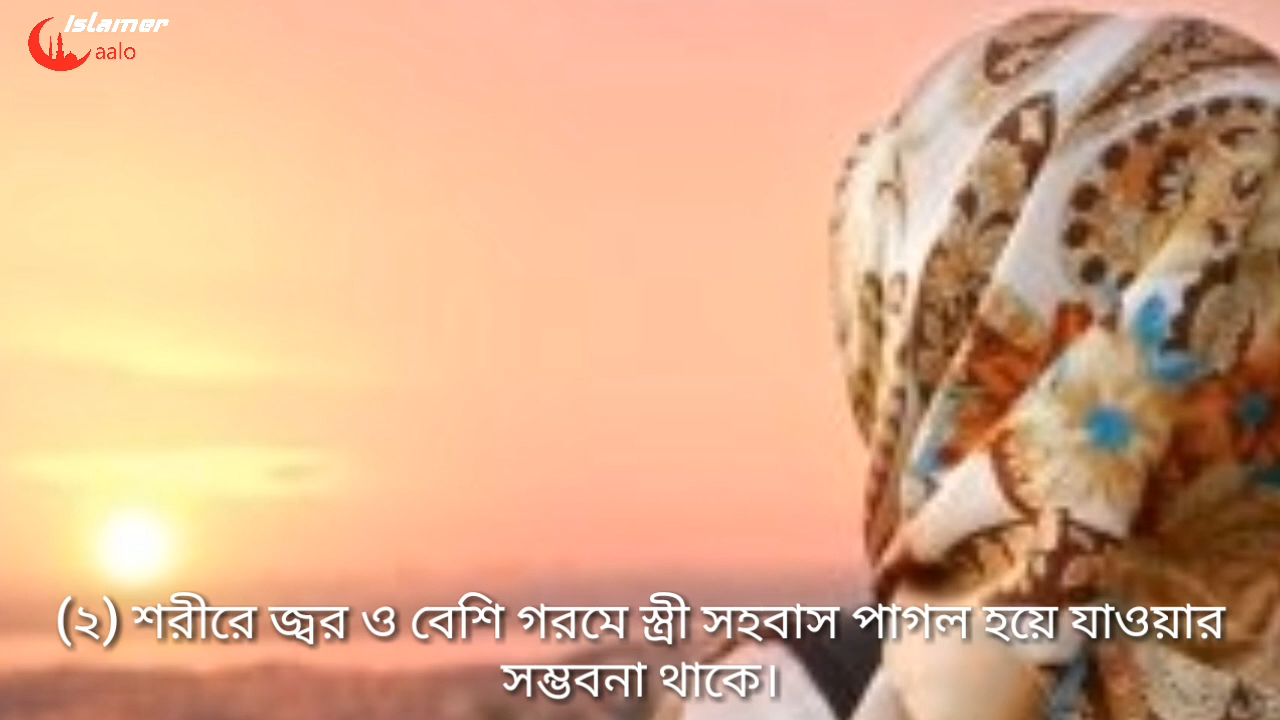 Islamer
aalo
(২) শরীরে জ্বর ও বেশি গরমে স্ত্রী সহবাস পাগল হয়ে যাওয়ার
সম্ভবনা থাকে।